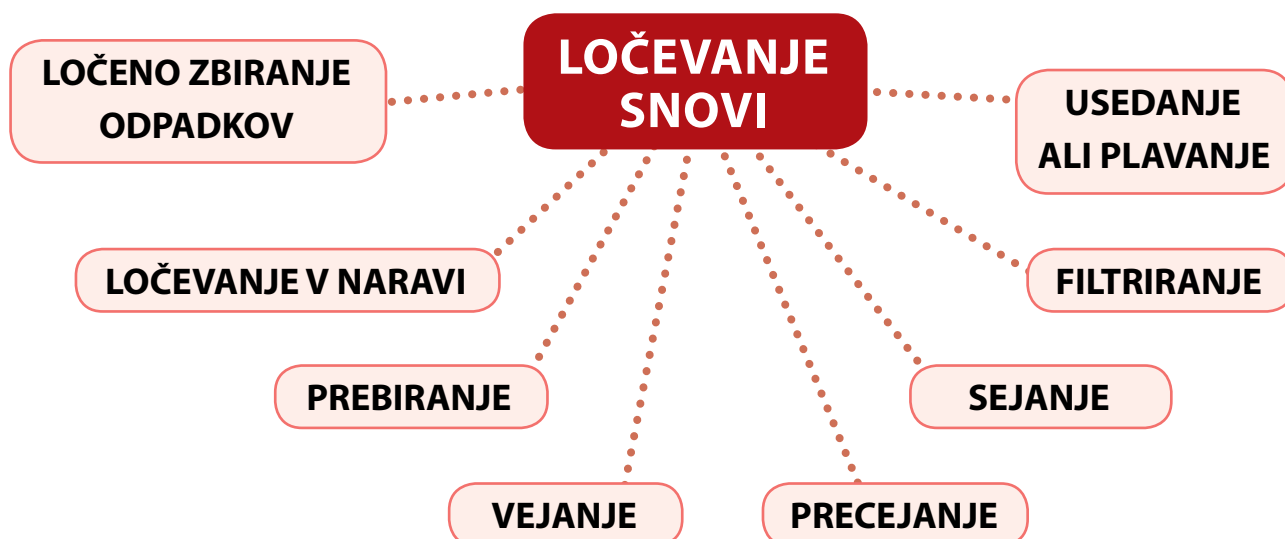 LOČEVANJE
SNOVI
LOČENO ZBIRANJE
ODPADKOV
USEDANJE
ALI PLAVANJE
LOČEVANJE V NARAVI
FILTRIRANJE
PREBIRANJE
SEJANJE
VEJANJE
PRECEJANJE